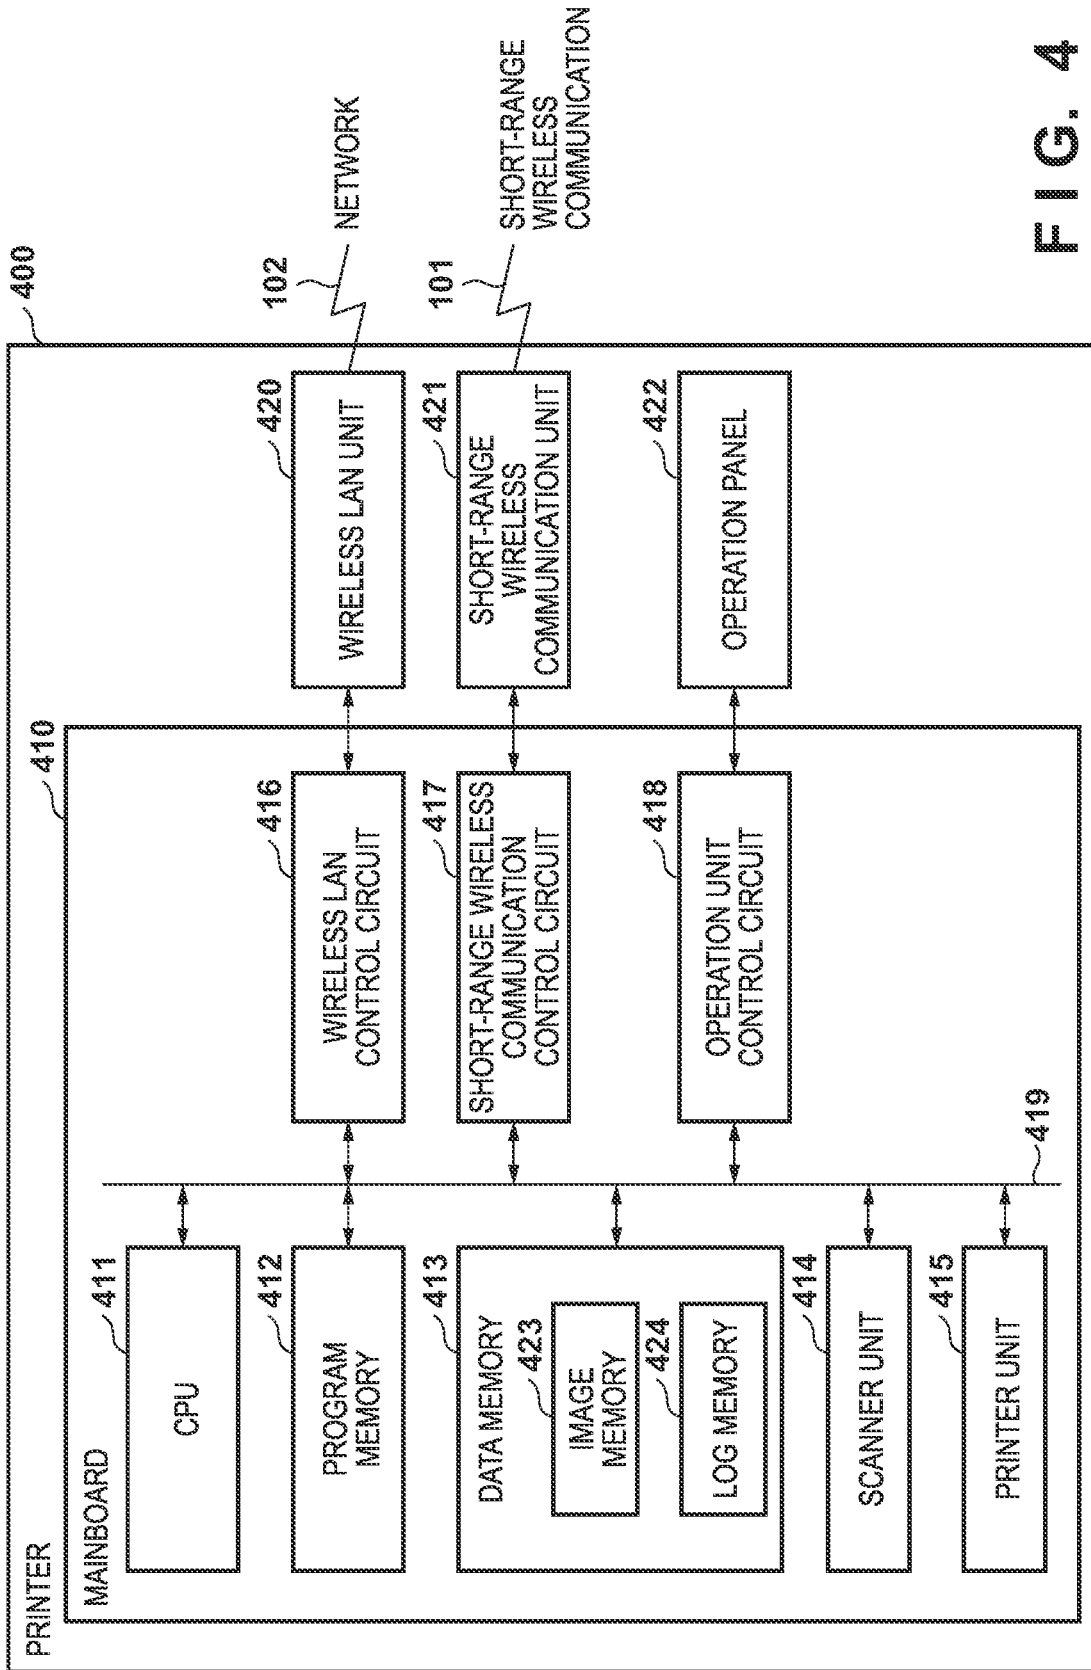 PRINTER
400
MAINBOARD
410
411
CPU
412
PROGRAM
MEMORY
413
DATA MEMORY
423
IMAGE
MEMORY
424
LOG MEMORY
414
SCANNER UNIT
415
PRINTER UNIT
419
416
WIRELESS LAN
CONTROL CIRCUIT
417
SHORT-RANGE WIRELESS
COMMUNICATION
CONTROL CIRCUIT
418
OPERATION UNIT
CONTROL CIRCUIT
420
WIRELESS LAN UNIT
421
SHORT-RANGE
WIRELESS
COMMUNICATION UNIT
422
OPERATION PANEL
102
NETWORK
101
SHORT-RANGE
WIRELESS
COMMUNICATION
FIG. 4